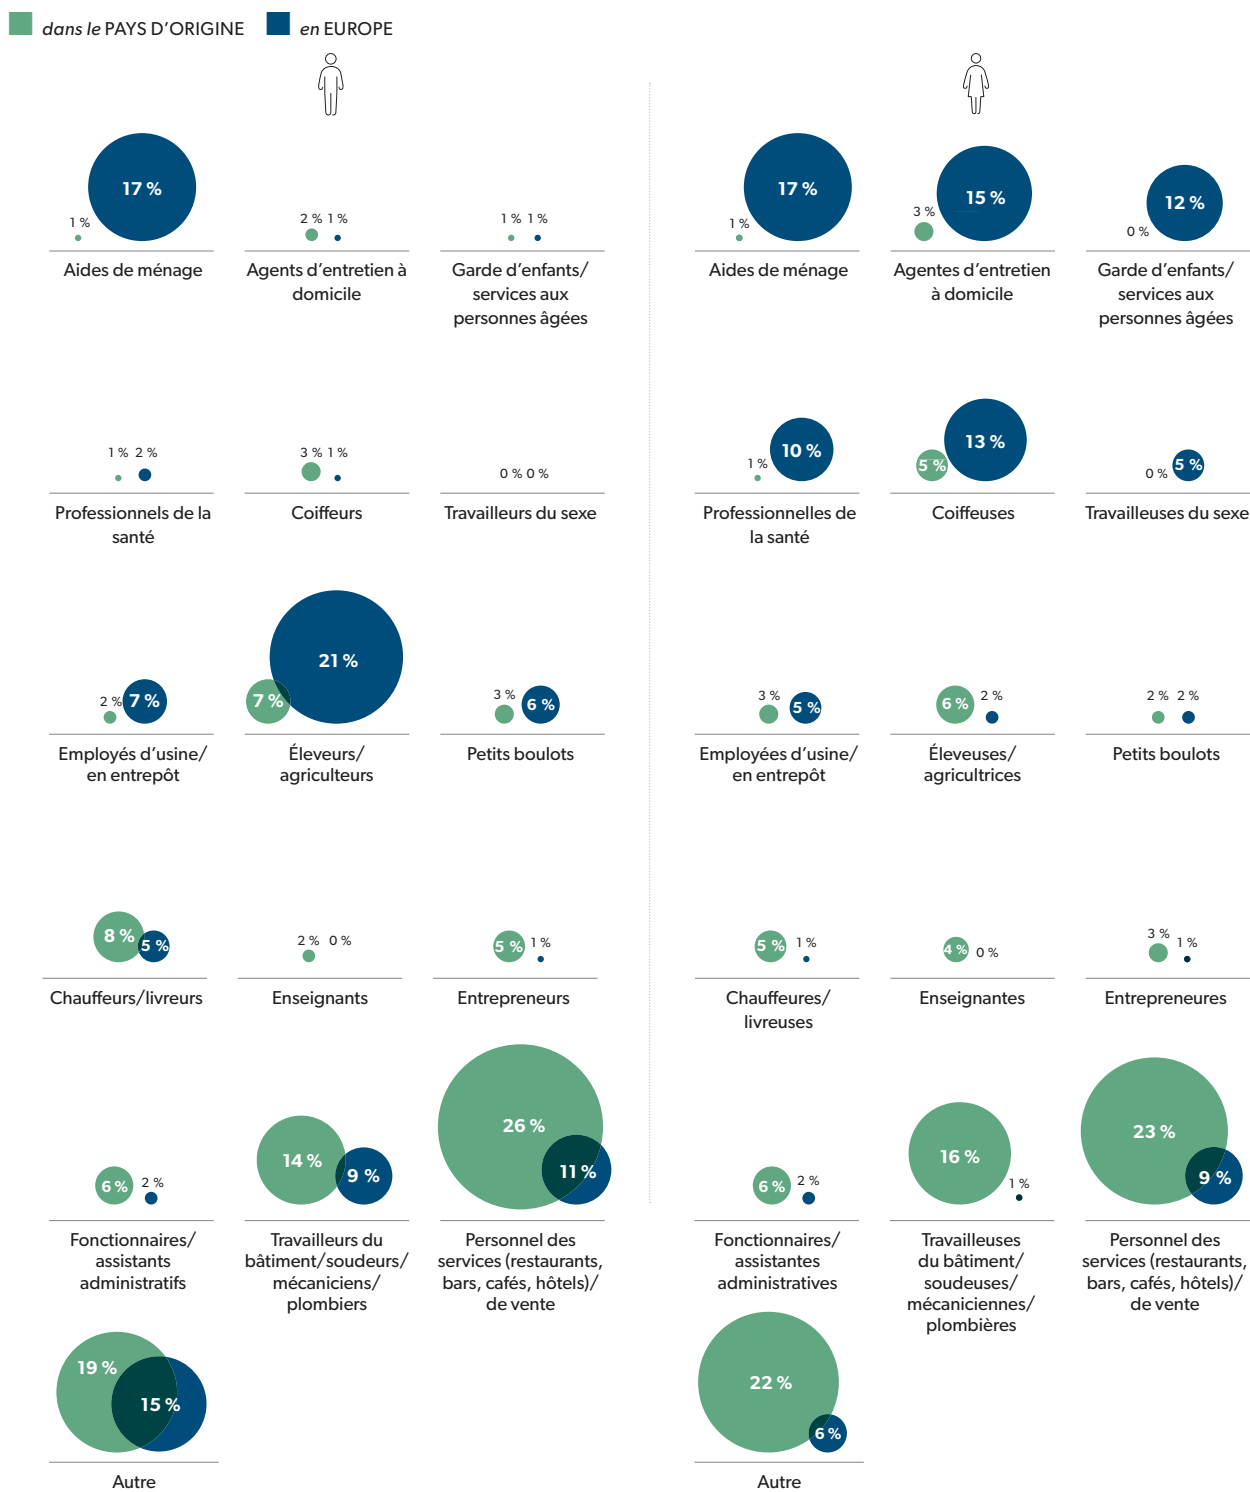 dans le PAYS D'ORIGINE en EUROPE
17 %
1 %
Aides de ménage
2 % 1 %
Agents d'entretien à
domicile
1 % 1 %
Garde d'enfants/
services aux
personnes âgées
1 % 2 %
Professionnels de la
santé
3 % 1 %
Coiffeurs
0 % 0 %
Travailleurs du sexe
2 % 7 %
Employés d'usine/
en entrepôt
21 %
7 %
Éleveurs/
agriculteurs
3 % 6 %
Petits boulots
8 % 5 %
Chauffeurs/livreurs
2 % 0 %
Enseignants
5 % 1 %
Entrepreneurs
6 % 2 %
Fonctionnaires/
assistants
administratifs
14 % 9 %
Travailleurs du
bâtiment/soudeurs/
mécaniciens/
plombiers
26 %
11 %
Personnel des
services (restaurants,
bars, cafés, hôtels)/
de vente
19 %
15 %
Autre
17 %
1 %
Aides de ménage
15 %
3 %
Agentes d'entretien
à domicile
12 %
0 %
Garde d'enfants/
services aux
personnes âgées
10 %
1 %
Professionnelles de
la santé
13 %
5 %
Coiffeuses
0 % 5 %
Travailleuses du sexe
3 % 5 %
Employées d'usine/
en entrepôt
6 % 2 %
Éleveuses/
agricultrices
2 % 2 %
Petits boulots
5 % 1 %
Chauffeures/
livreuses
4 % 0 %
Enseignantes
3 % 1 %
Entrepreneures
6 % 2 %
Fonctionnaires/
assistantes
administratives
16 %
1 %
Travailleuses
du bâtiment/
soudeuses/
mécaniciennes/
plombières
23 %
9 %
Personnel des
services (restaurants,
bars, cafés, hôtels)/
de vente
22 %
6 %
Autre